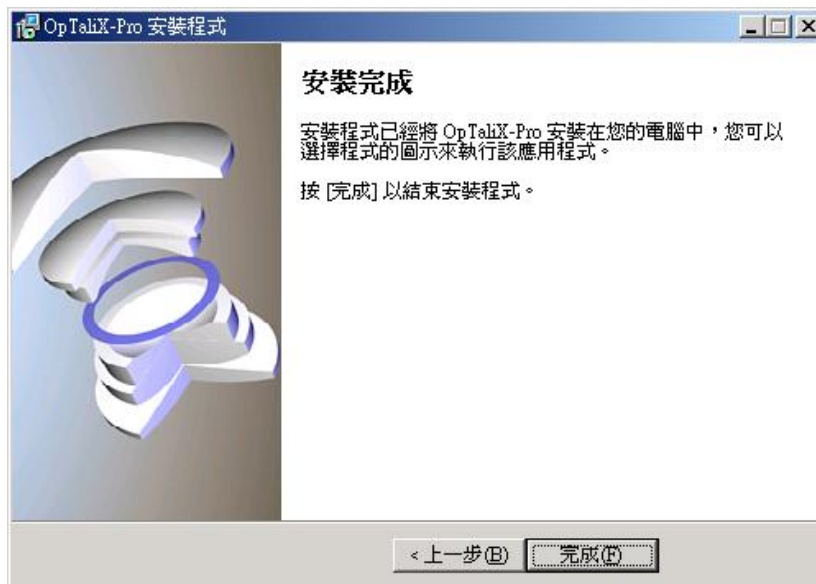 OpTaliX-Pro 安裝程式
安裝完成
安裝程式已經將 OpTaliX-Pro 安裝在您的電腦中，您可以
選擇程式的圖示來執行該應用程式。
按 [完成] 以結束安裝程式。
<上一步(B) 完成(F)